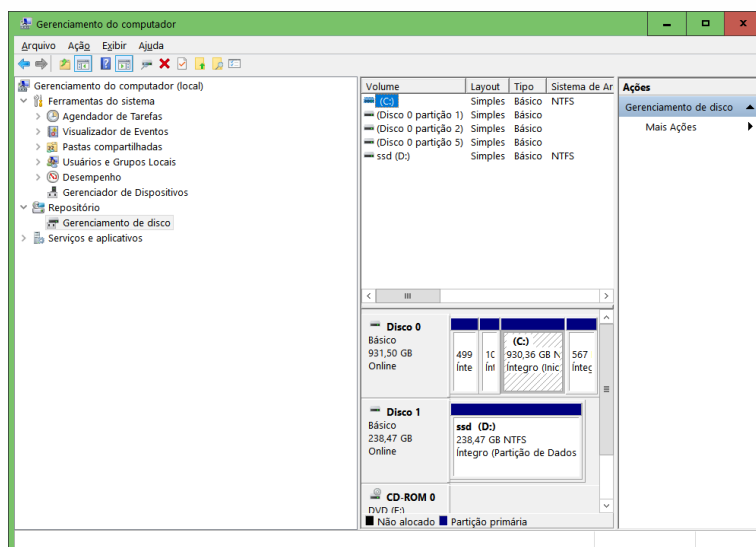 Gerenciamento do computador
Arquivo Ação Exibir Ajuda
Gerenciamento do computador (local)
Ferramentas do sistema
Agendador de Tarefas
Visualizador de Eventos
Pastas compartilhadas
Usuários e Grupos Locais
Desempenho
Gerenciador de Dispositivos
Repositório
Gerenciamento de disco
Serviços e aplicativos
Volume Layout Tipo Sistema de Ar
(C:) Simples Básico NTFS
(Disco 0 partição 1) Simples Básico
(Disco 0 partição 2) Simples Básico
(Disco 0 partição 5) Simples Básico
ssd (D:) Simples Básico NTFS
Ações
Gerenciamento de disco
Mais Ações
Disco 0
Básico
931,50 GB
Online
499
Ínte
10
Ínt
(C:)
930,36 GB N
Íntegro (Inic
567
Ínteg
Disco 1
Básico
238,47 GB
Online
ssd (D:)
238,47 GB NTFS
Íntegro (Partição de Dados
CD-ROM 0
DVD (F:)
Não alocado Partição primária